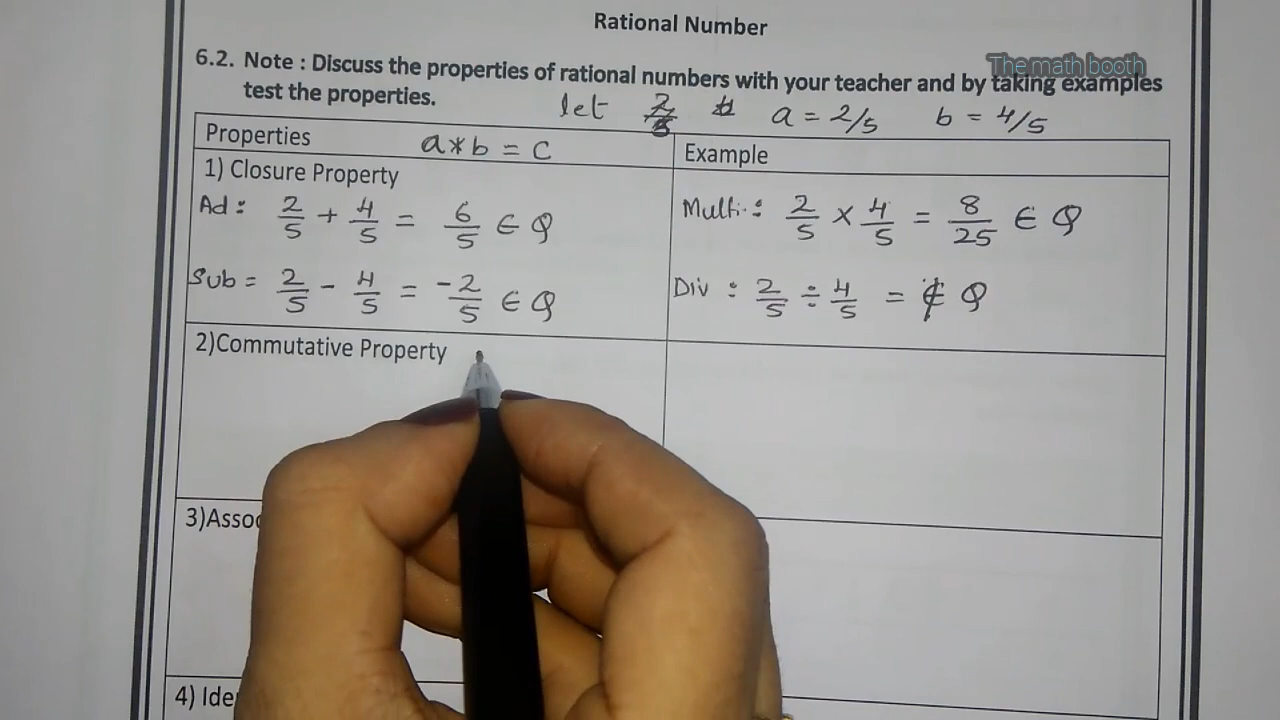 Rational Number
The math booth
6.2. Note : Discuss the properties of rational numbers with your teacher and by taking examples
test the properties.
let a = 2/5 b = 4/5
Properties a * b = C
Example
1) Closure Property
Ad : 2/5 + 4/5 = 6/5 ∈ Q
Multi. : 2/5 × 4/5 = 8/25 ∈ Q
Sub = 2/5 - 4/5 = -2/5 ∈ Q
Div : 2/5 ÷ 4/5 = ∉ Q
2)Commutative Property
3)Asso
4) Ide